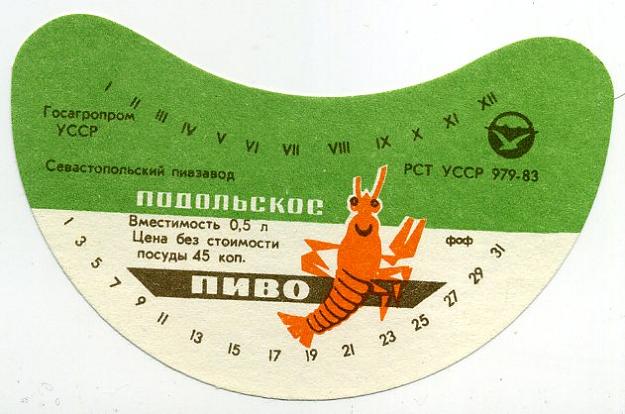 I II III IV V VI VII VIII IX X XI XII
Госагропром
УССР
Севастопольский пивзавод
РСТ УССР 979-83
ПОДОЛЬСКОЕ
Вместимость 0,5 л
Цена без стоимости
посуды 45 коп.
фоф
ПИВО
1 3 5 7 9 11 13 15 17 19 21 23 25 27 29 31